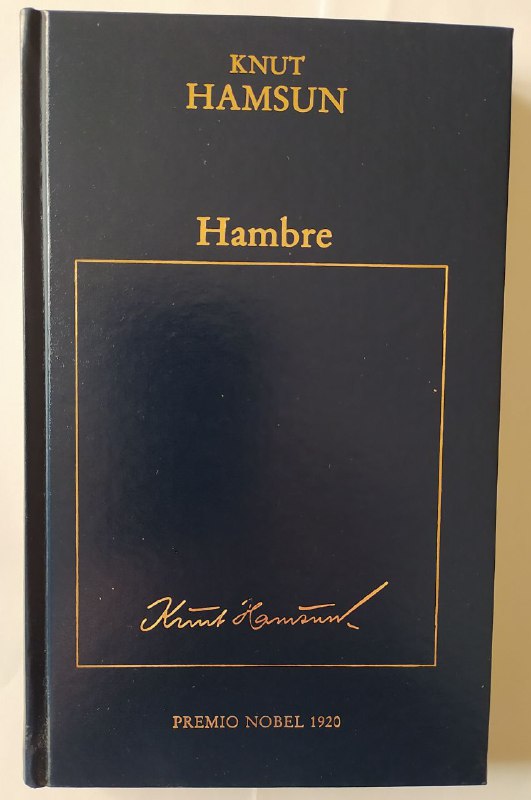 KNUT
HAMSUN
Hambre
Knut Hamsun
PREMIO NOBEL 1920